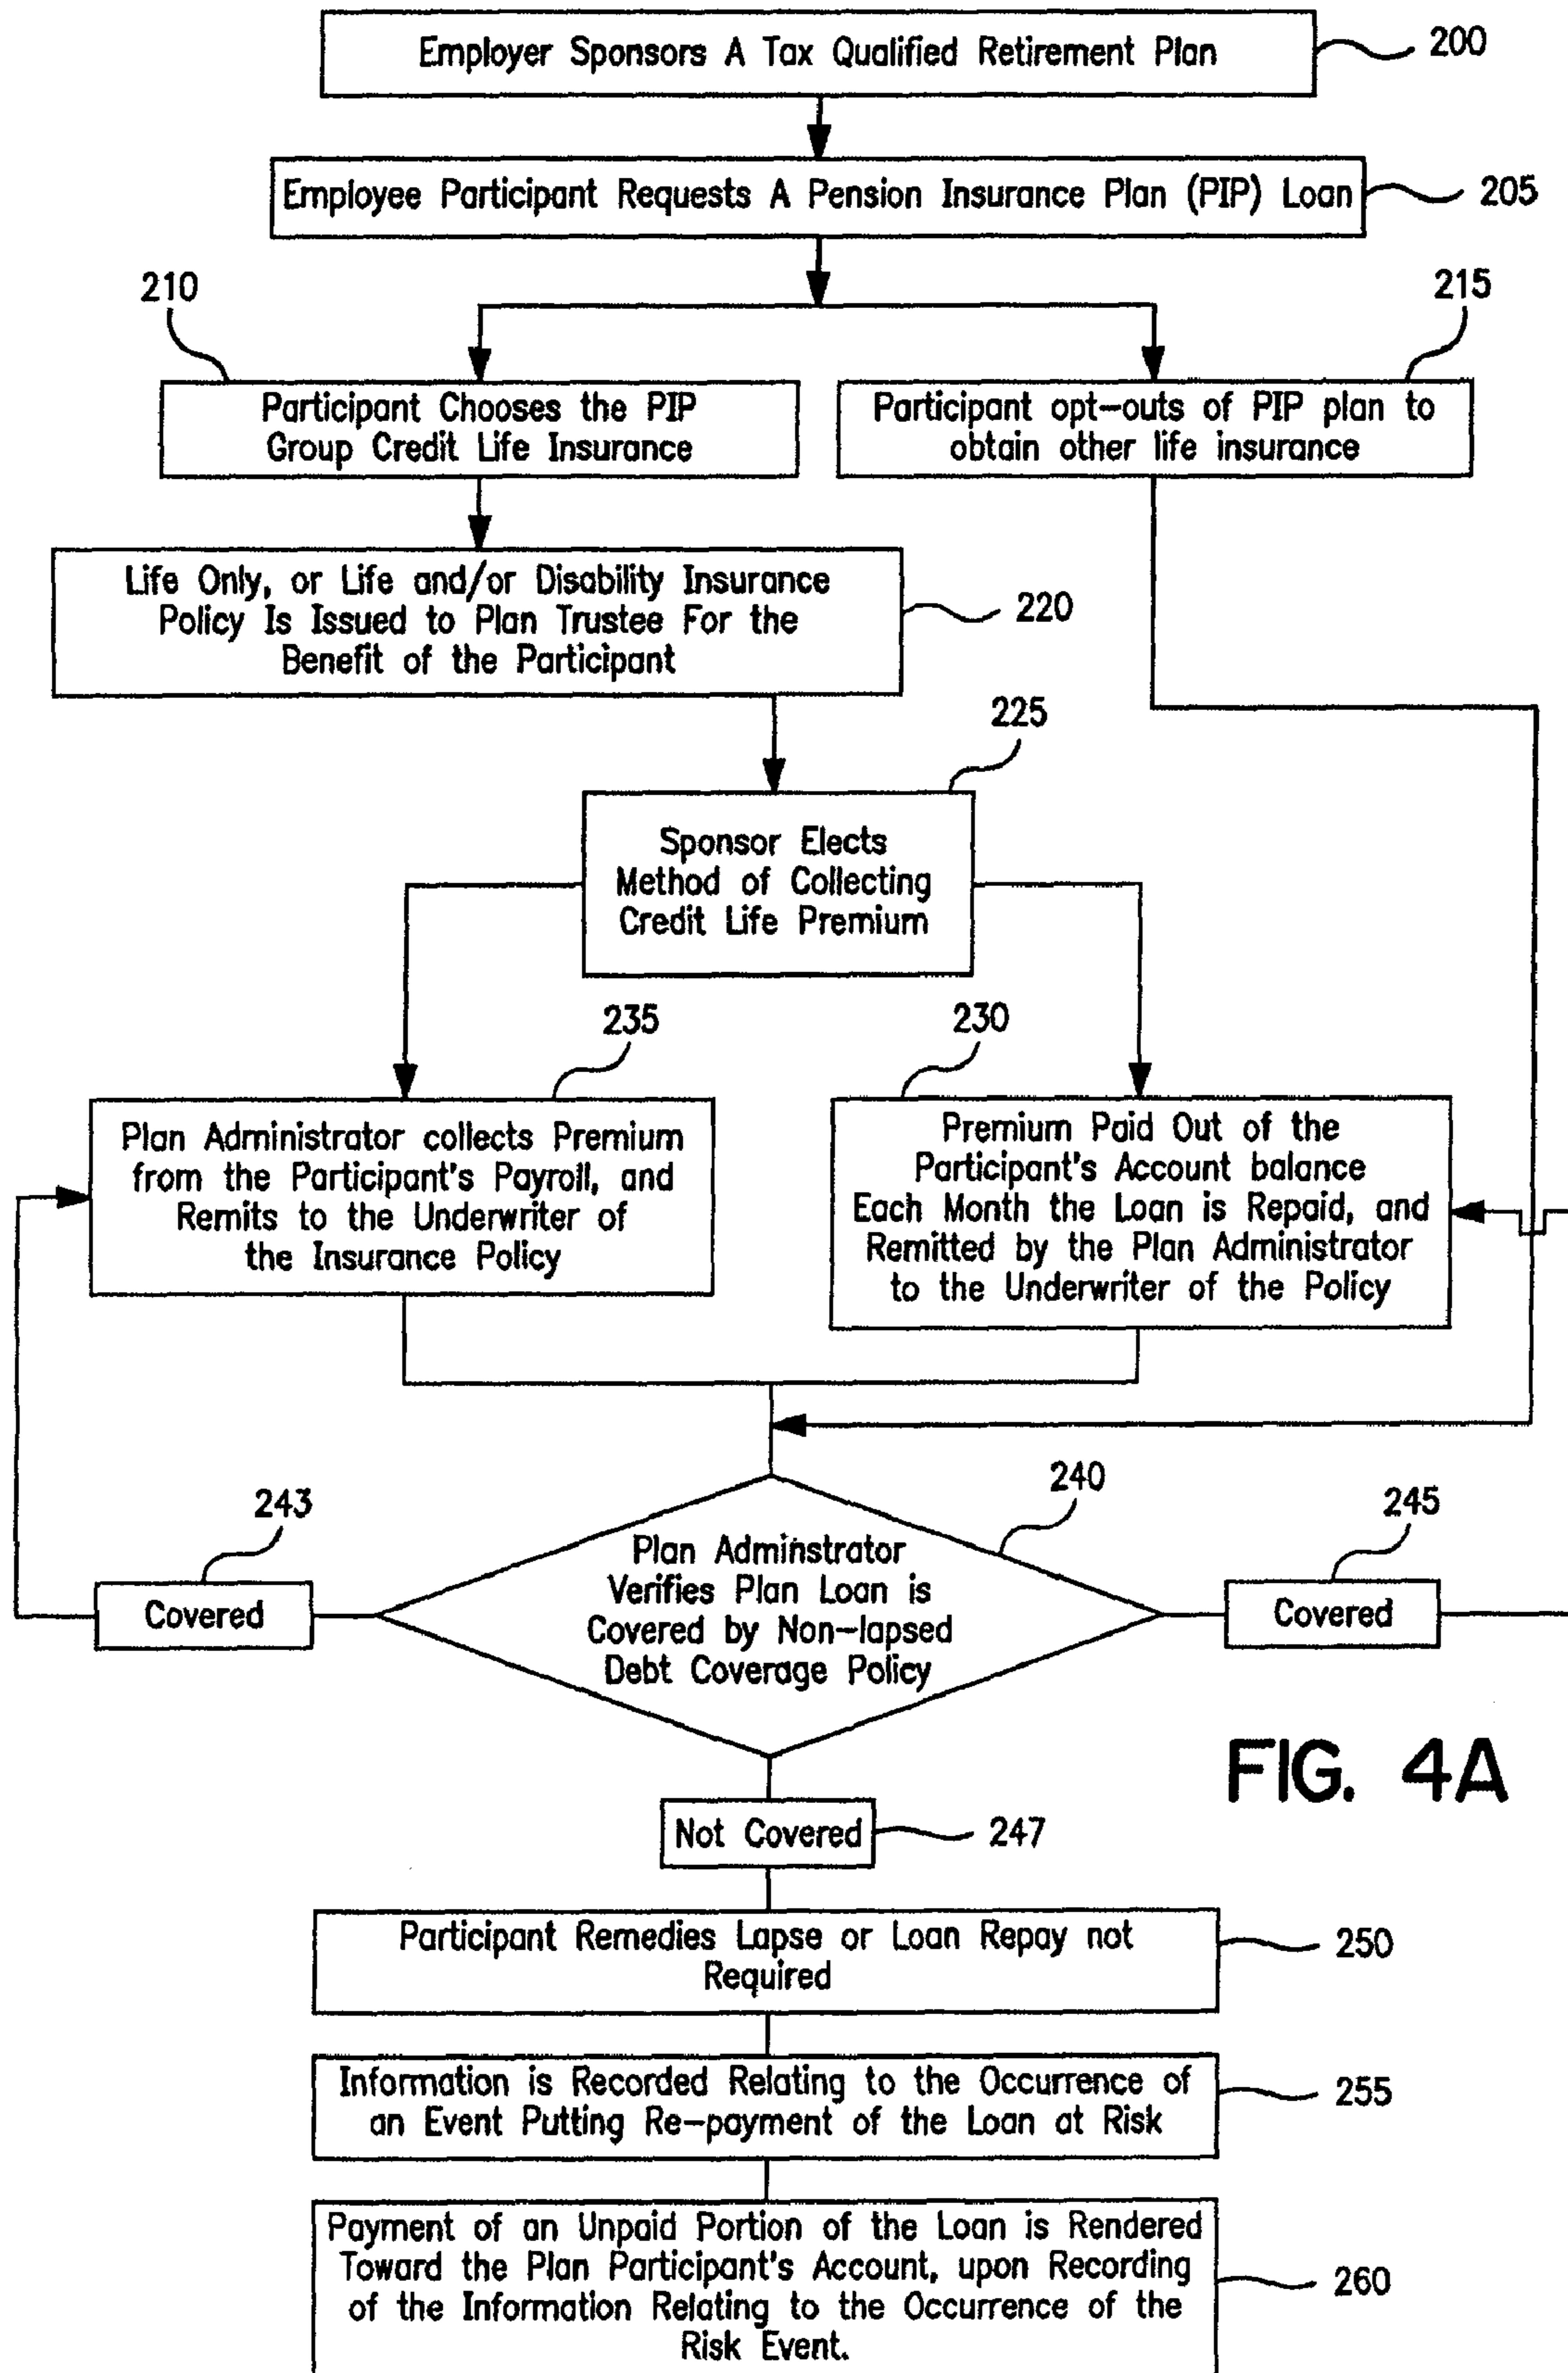 Employer Sponsors A Tax Qualified Retirement Plan
200
Employee Participant Requests A Pension Insurance Plan (PIP) Loan
205
210
215
Participant Chooses the PIP
Group Credit Life Insurance
Participant opt-outs of PIP plan to
obtain other life insurance
Life Only, or Life and/or Disability Insurance
Policy Is Issued to Plan Trustee For the
Benefit of the Participant
220
225
Sponsor Elects
Method of Collecting
Credit Life Premium
235
230
Plan Administrator collects Premium
from the Participant's Payroll, and
Remits to the Underwriter of
the Insurance Policy
Premium Paid Out of the
Participant's Account balance
Each Month the Loan is Repaid, and
Remitted by the Plan Administrator
to the Underwriter of the Policy
240
243
245
Plan Adminstrator
Verifies Plan Loan is
Covered by Non-lapsed
Debt Coverage Policy
Covered
Covered
FIG. 4A
Not Covered
247
Participant Remedies Lapse or Loan Repay not
Required
250
Information is Recorded Relating to the Occurrence of
an Event Putting Re-payment of the Loan at Risk
255
Payment of an Unpaid Portion of the Loan is Rendered
Toward the Plan Participant's Account, upon Recording
of the Information Relating to the Occurrence of the
Risk Event.
260